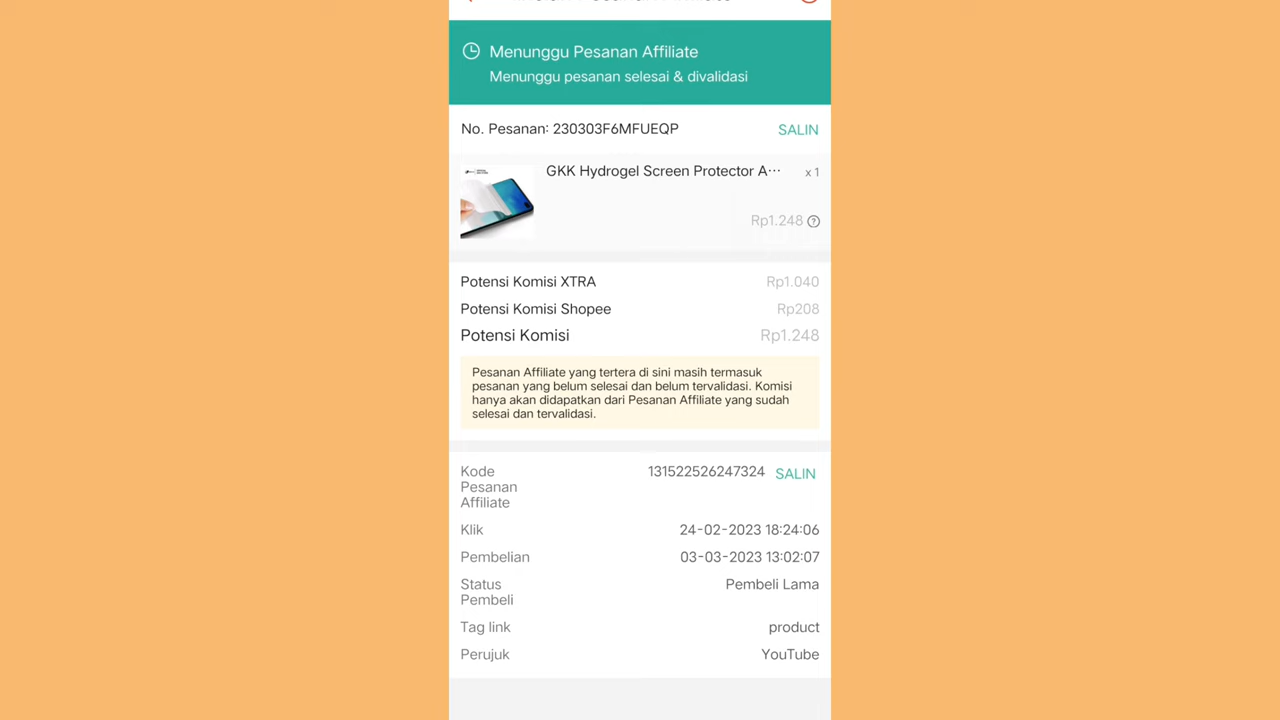 Menunggu Pesanan Affiliate
Menunggu pesanan selesai & divalidasi
No. Pesanan: 230303F6MFUEQP SALIN
GKK Hydrogel Screen Protector A··· x 1
Rp1.248 ?
Potensi Komisi XTRA Rp1.040
Potensi Komisi Shopee Rp208
Potensi Komisi Rp1.248
Pesanan Affiliate yang tertera di sini masih termasuk
pesanan yang belum selesai dan belum tervalidasi. Komisi
hanya akan didapatkan dari Pesanan Affiliate yang sudah
selesai dan tervalidasi.
Kode Pesanan Affiliate 131522526247324 SALIN
Klik 24-02-2023 18:24:06
Pembelian 03-03-2023 13:02:07
Status Pembeli Pembeli Lama
Tag link product
Perujuk YouTube